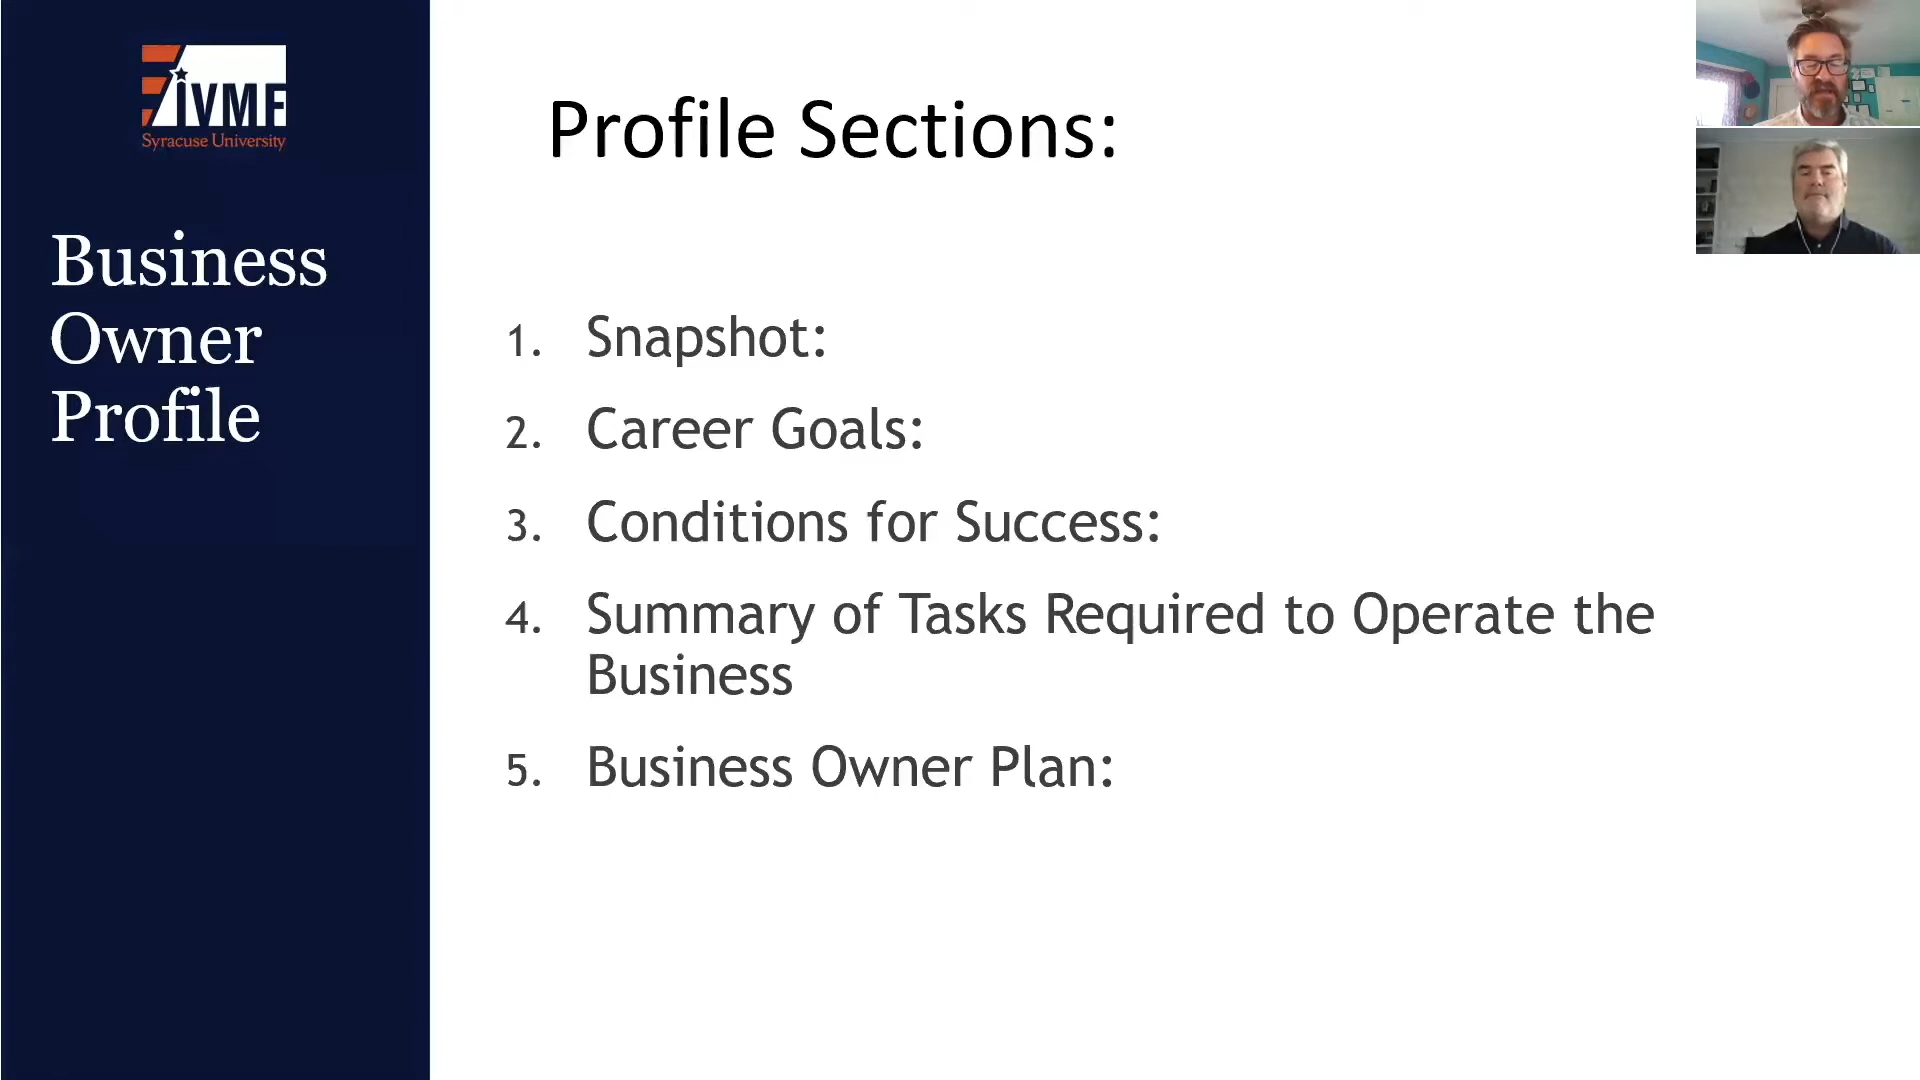 IVMF
Syracuse University
Business
Owner
Profile
Profile Sections:
1. Snapshot:
2. Career Goals:
3. Conditions for Success:
4. Summary of Tasks Required to Operate the
Business
5. Business Owner Plan: